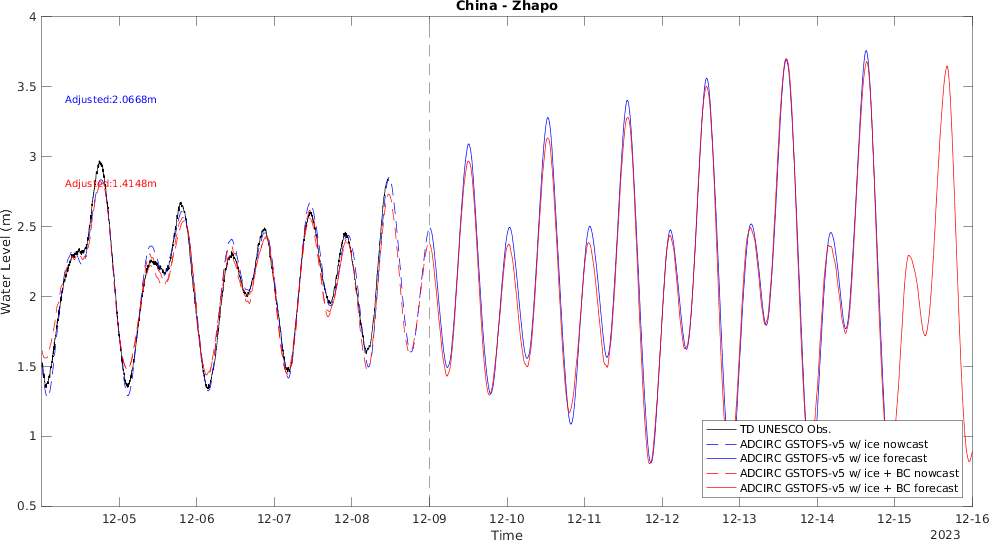 China - Zhapo
4
3.5
3
2.5
2
1.5
1
0.5
Water Level (m)
Adjusted:2.0668m
Adjusted:1.4148m
TD UNESCO Obs.
ADCIRC GSTOFS-v5 w/ ice nowcast
ADCIRC GSTOFS-v5 w/ ice forecast
ADCIRC GSTOFS-v5 w/ ice + BC nowcast
ADCIRC GSTOFS-v5 w/ ice + BC forecast
12-05 12-06 12-07 12-08 12-09 12-10 12-11 12-12 12-13 12-14 12-15 12-16
Time
2023